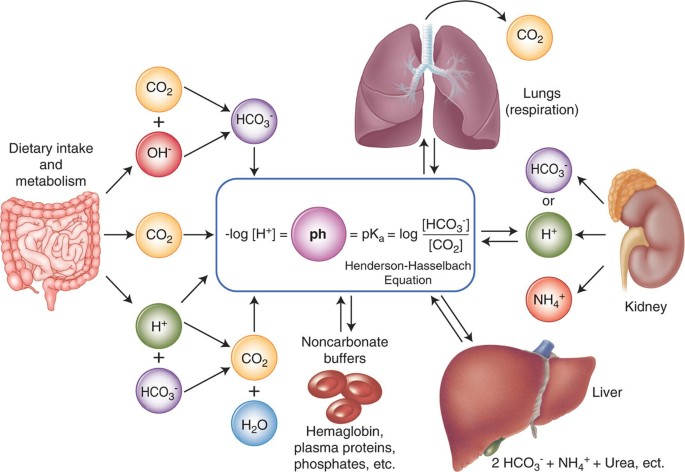 CO₂
Lungs
(respiration)
CO₂
+
OH⁻
HCO₃⁻
Dietary intake
and
metabolism
CO₂
-log [H⁺] = ph = pKₐ = log [HCO₃⁻]
[CO₂]
Henderson-Hasselbach
Equation
HCO₃⁻
or
H⁺
NH₄⁺
Kidney
H⁺
+
HCO₃⁻
CO₂
+
H₂O
Noncarbonate
buffers
Hemaglobin,
plasma proteins,
phosphates, etc.
Liver
2 HCO₃⁻ + NH₄⁺ + Urea, ect.